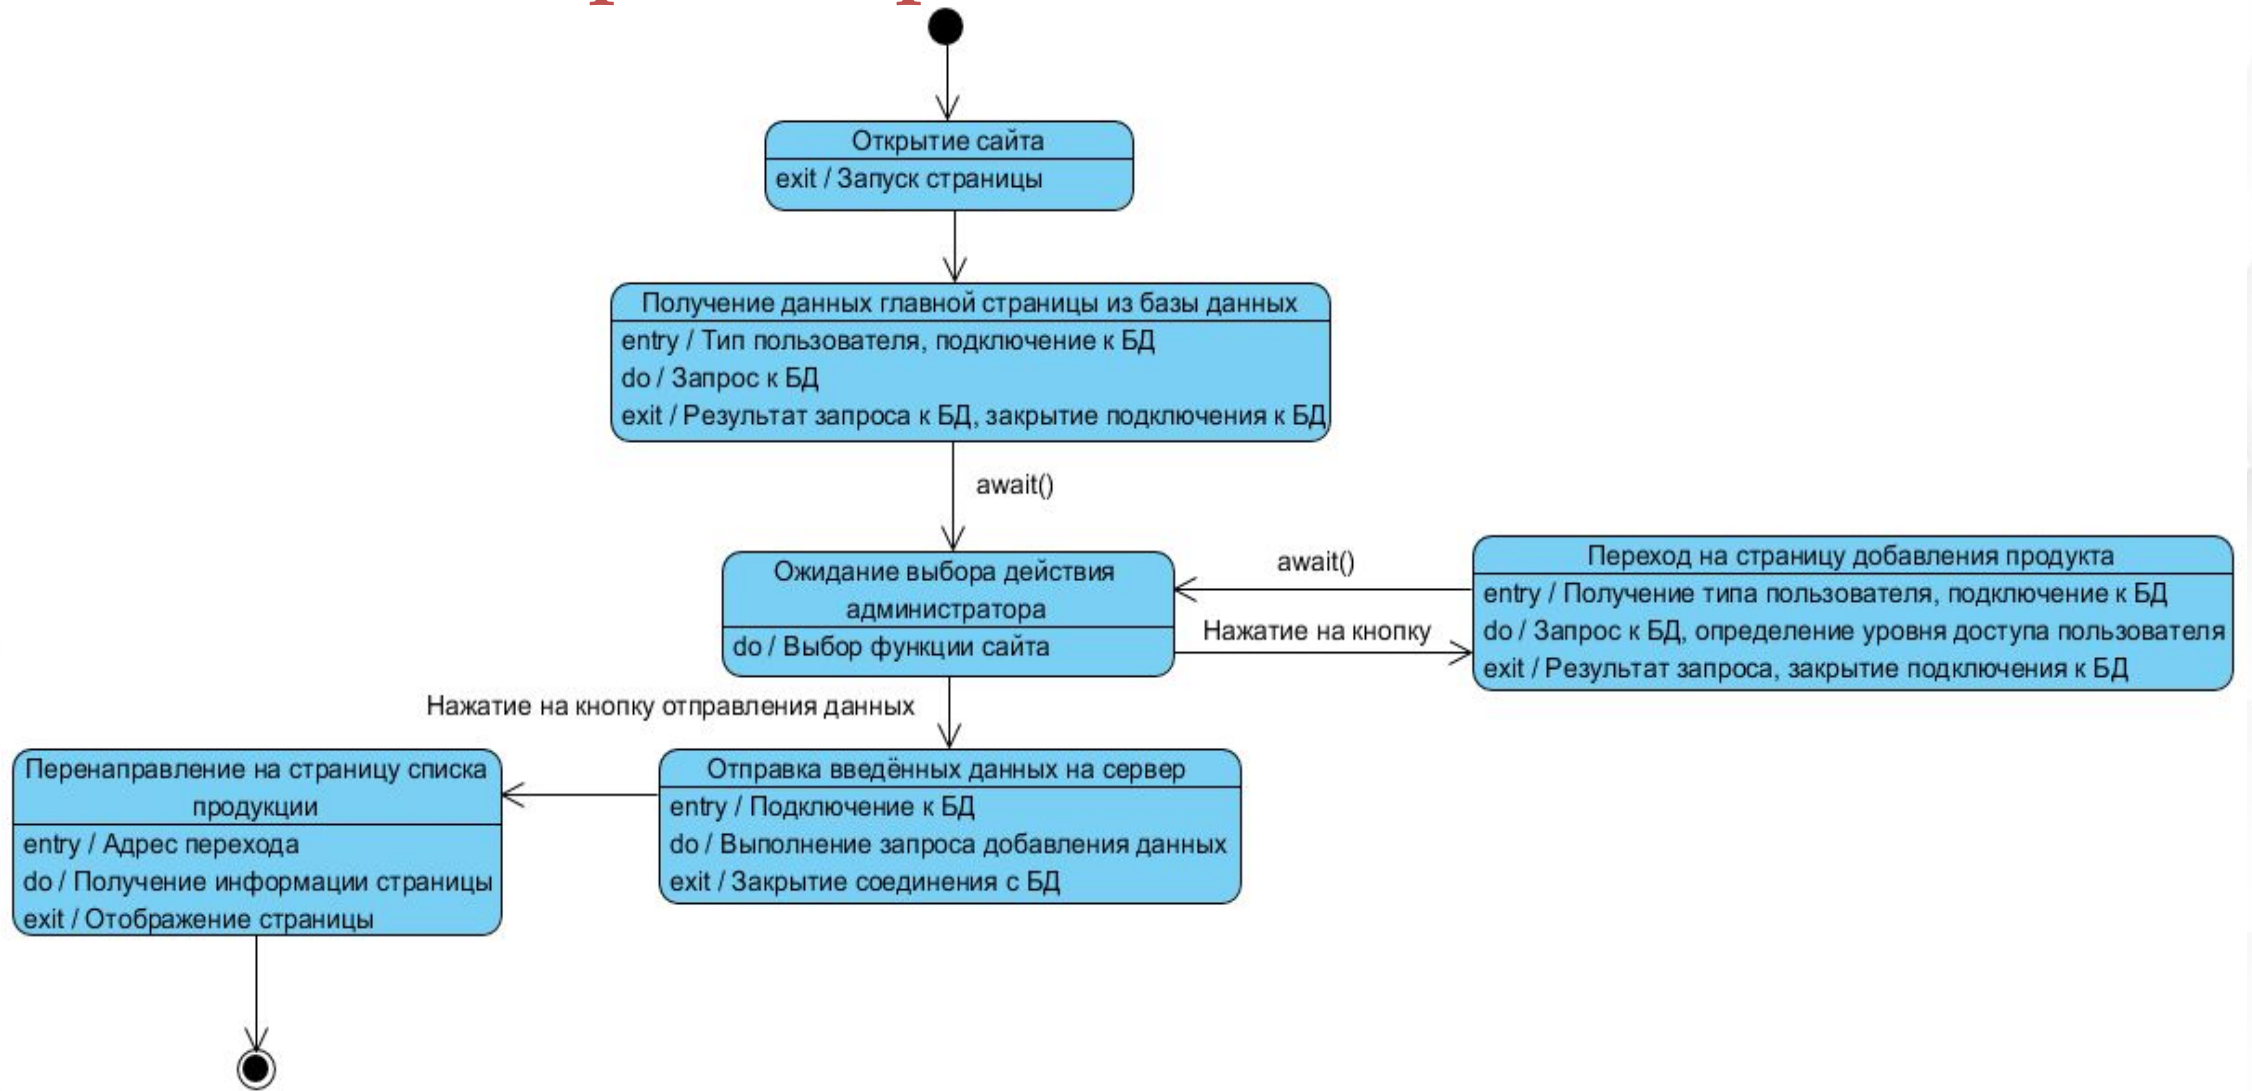 Открытие сайта
exit / Запуск страницы
Получение данных главной страницы из базы данных
entry / Тип пользователя, подключение к БД
do / Запрос к БД
exit / Результат запроса к БД, закрытие подключения к БД
await()
Ожидание выбора действия
администратора
do / Выбор функции сайта
await()
Нажатие на кнопку
Переход на страницу добавления продукта
entry / Получение типа пользователя, подключение к БД
do / Запрос к БД, определение уровня доступа пользователя
exit / Результат запроса, закрытие подключения к БД
Нажатие на кнопку отправления данных
Отправка введённых данных на сервер
entry / Подключение к БД
do / Выполнение запроса добавления данных
exit / Закрытие соединения с БД
Перенаправление на страницу списка
продукции
entry / Адрес перехода
do / Получение информации страницы
exit / Отображение страницы